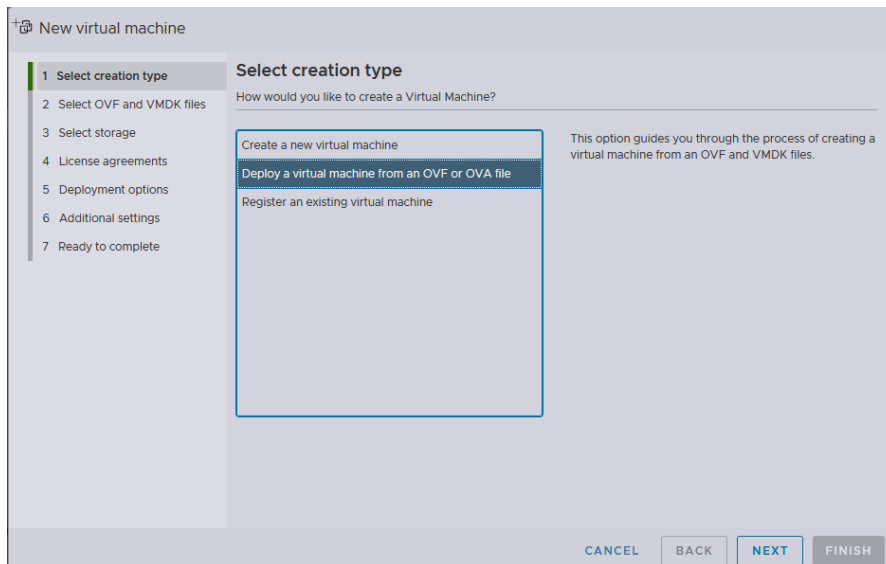 New virtual machine
1 Select creation type
2 Select OVF and VMDK files
3 Select storage
4 License agreements
5 Deployment options
6 Additional settings
7 Ready to complete
Select creation type
How would you like to create a Virtual Machine?
Create a new virtual machine
Deploy a virtual machine from an OVF or OVA file
Register an existing virtual machine
This option guides you through the process of creating a
virtual machine from an OVF and VMDK files.
CANCEL BACK NEXT FINISH